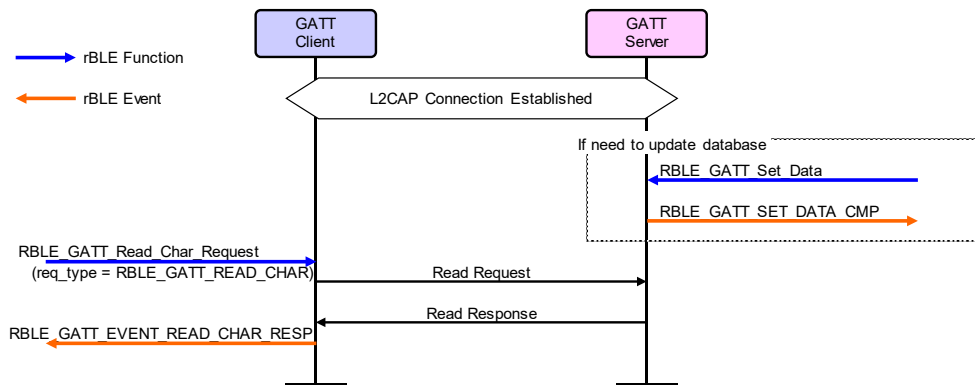 GATT
Client
GATT
Server
rBLE Function
rBLE Event
L2CAP Connection Established
If need to update database
RBLE_GATT_Set_Data
RBLE_GATT_SET_DATA_CMP
RBLE_GATT_Read_Char_Request
(req_type = RBLE_GATT_READ_CHAR)
Read Request
Read Response
RBLE_GATT_EVENT_READ_CHAR_RESP